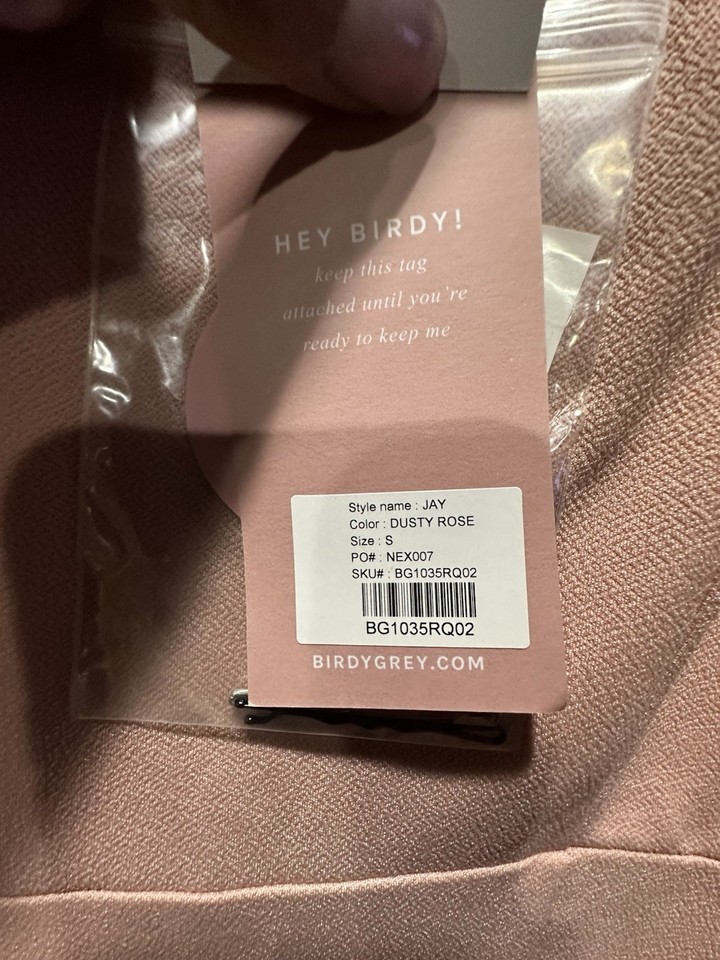 HEY BIRDY!
keep this tag
attached until you're
ready to keep me
Style name : JAY
Color : DUSTY ROSE
Size : S
PO# : NEX007
SKU# : BG1035RQ02
BG1035RQ02
BIRDYGREY.COM